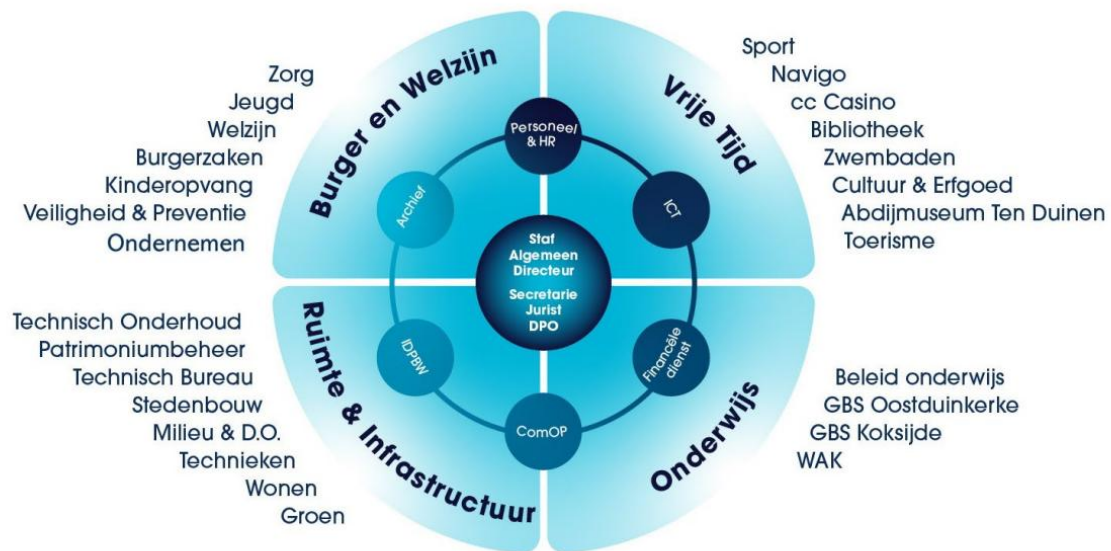 Burger en Welzijn
Zorg
Jeugd
Welzijn
Burgerzaken
Kinderopvang
Veiligheid & Preventie
Ondernemen
Vrije Tijd
Sport
Navigo
cc Casino
Bibliotheek
Zwembaden
Cultuur & Erfgoed
Abdijmuseum Ten Duinen
Toerisme
Personeel
& HR
Archief
ICT
Staf
Algemeen
Directeur
Secretarie
Jurist
DPO
IDPBW
Financiële
dienst
ComOP
Ruimte & Infrastructuur
Technisch Onderhoud
Patrimoniumbeheer
Technisch Bureau
Stedenbouw
Milieu & D.O.
Technieken
Wonen
Groen
Onderwijs
Beleid onderwijs
GBS Oostduinkerke
GBS Koksijde
WAK